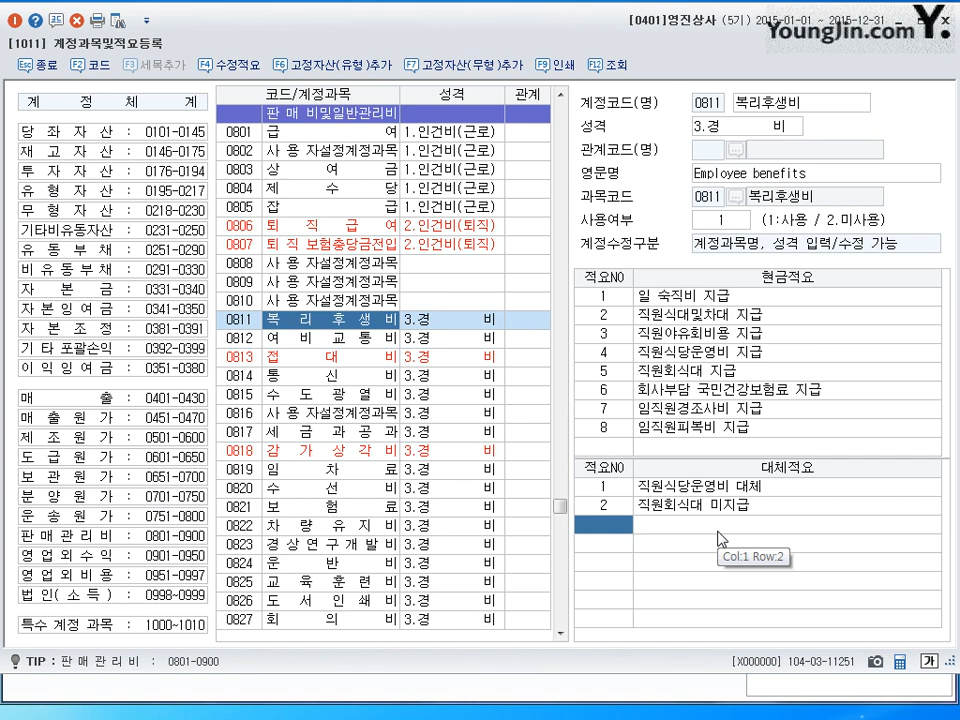 [0401]영진상사 (5기) 2015-01-01 ~ 2015-12-31
YoungJin.com Y.
[1011] 계정과목및적요등록
Esc 종료 F2 코드 F3 세목추가 F4 수정적요 F6 고정자산(유형)추가 F7 고정자산(무형)추가 F9 인쇄 F12 조회
계 정 체 계
당 좌 자 산 : 0101-0145
재 고 자 산 : 0146-0175
투 자 자 산 : 0176-0194
유 형 자 산 : 0195-0217
무 형 자 산 : 0218-0230
기타비유동자산 : 0231-0250
유 동 부 채 : 0251-0290
비 유 동 부 채 : 0291-0330
자 본 금 : 0331-0340
자 본 잉 여 금 : 0341-0350
자 본 조 정 : 0381-0391
기 타 포괄손익 : 0392-0399
이 익 잉 여 금 : 0351-0380
매 출 : 0401-0430
매 출 원 가 : 0451-0470
제 조 원 가 : 0501-0600
도 급 원 가 : 0601-0650
보 관 원 가 : 0651-0700
분 양 원 가 : 0701-0750
운 송 원 가 : 0751-0800
판 매 관 리 비 : 0801-0900
영 업 외 수 익 : 0901-0950
영 업 외 비 용 : 0951-0997
법 인( 소 득 ) : 0998-0999
특수 계정 과목 : 1000~1010
코드/계정과목 성격 관계
판 매 비및일반관리비
0801 급 여 1.인건비(근로)
0802 사 용 자설정계정과목 1.인건비(근로)
0803 상 여 금 1.인건비(근로)
0804 제 수 당 1.인건비(근로)
0805 잡 급 1.인건비(근로)
0806 퇴 직 급 여 2.인건비(퇴직)
0807 퇴 직 보험충당금전입 2.인건비(퇴직)
0808 사 용 자설정계정과목
0809 사 용 자설정계정과목
0810 사 용 자설정계정과목
0811 복 리 후 생 비 3.경 비
0812 여 비 교 통 비 3.경 비
0813 접 대 비 3.경 비
0814 통 신 비 3.경 비
0815 수 도 광 열 비 3.경 비
0816 사 용 자설정계정과목 3.경 비
0817 세 금 과 공 과 3.경 비
0818 감 가 상 각 비 3.경 비
0819 임 차 료 3.경 비
0820 수 선 비 3.경 비
0821 보 험 료 3.경 비
0822 차 량 유 지 비 3.경 비
0823 경 상 연 구 개 발 비 3.경 비
0824 운 반 비 3.경 비
0825 교 육 훈 련 비 3.경 비
0826 도 서 인 쇄 비 3.경 비
0827 회 의 비 3.경 비
계정코드(명) 0811 복리후생비
성격 3.경 비
관계코드(명)
영문명 Employee benefits
과목코드 0811 복리후생비
사용여부 1 (1:사용 / 2.미사용)
계정수정구분 계정과목명, 성격 입력/수정 가능
적요NO 현금적요
1 일 숙직비 지급
2 직원식대및차대 지급
3 직원야유회비용 지급
4 직원식당운영비 지급
5 직원회식대 지급
6 회사부담 국민건강보험료 지급
7 임직원경조사비 지급
8 임직원피복비 지급
적요NO 대체적요
1 직원식당운영비 대체
2 직원회식대 미지급
Col:1 Row:2
TIP : 판 매 관 리 비 : 0801-0900
[X000000] 104-03-11251 가